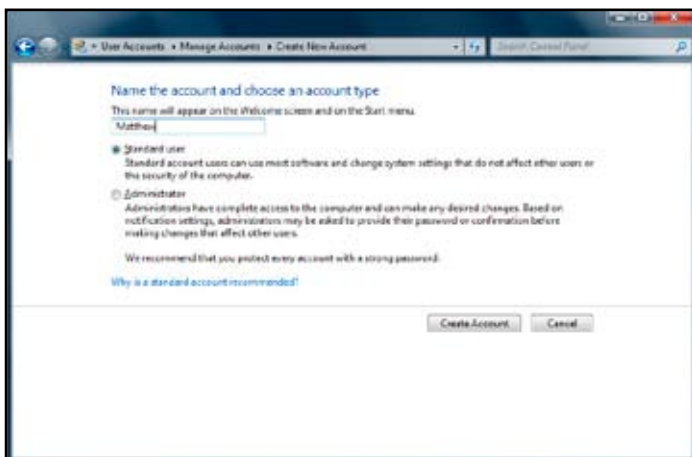 User Accounts ▸ Manage Accounts ▸ Create New Account
Search Control Panel
Name the account and choose an account type
This name will appear on the Welcome screen and on the Start menu.
Matthew
Standard user
Standard account users can use most software and change system settings that do not affect other users or
the security of the computer.
Administrator
Administrators have complete access to the computer and can make any desired changes. Based on
notification settings, administrators may be asked to provide their password or confirmation before
making changes that affect other users.
We recommend that you protect every account with a strong password.
Why is a standard account recommended?
Create Account
Cancel